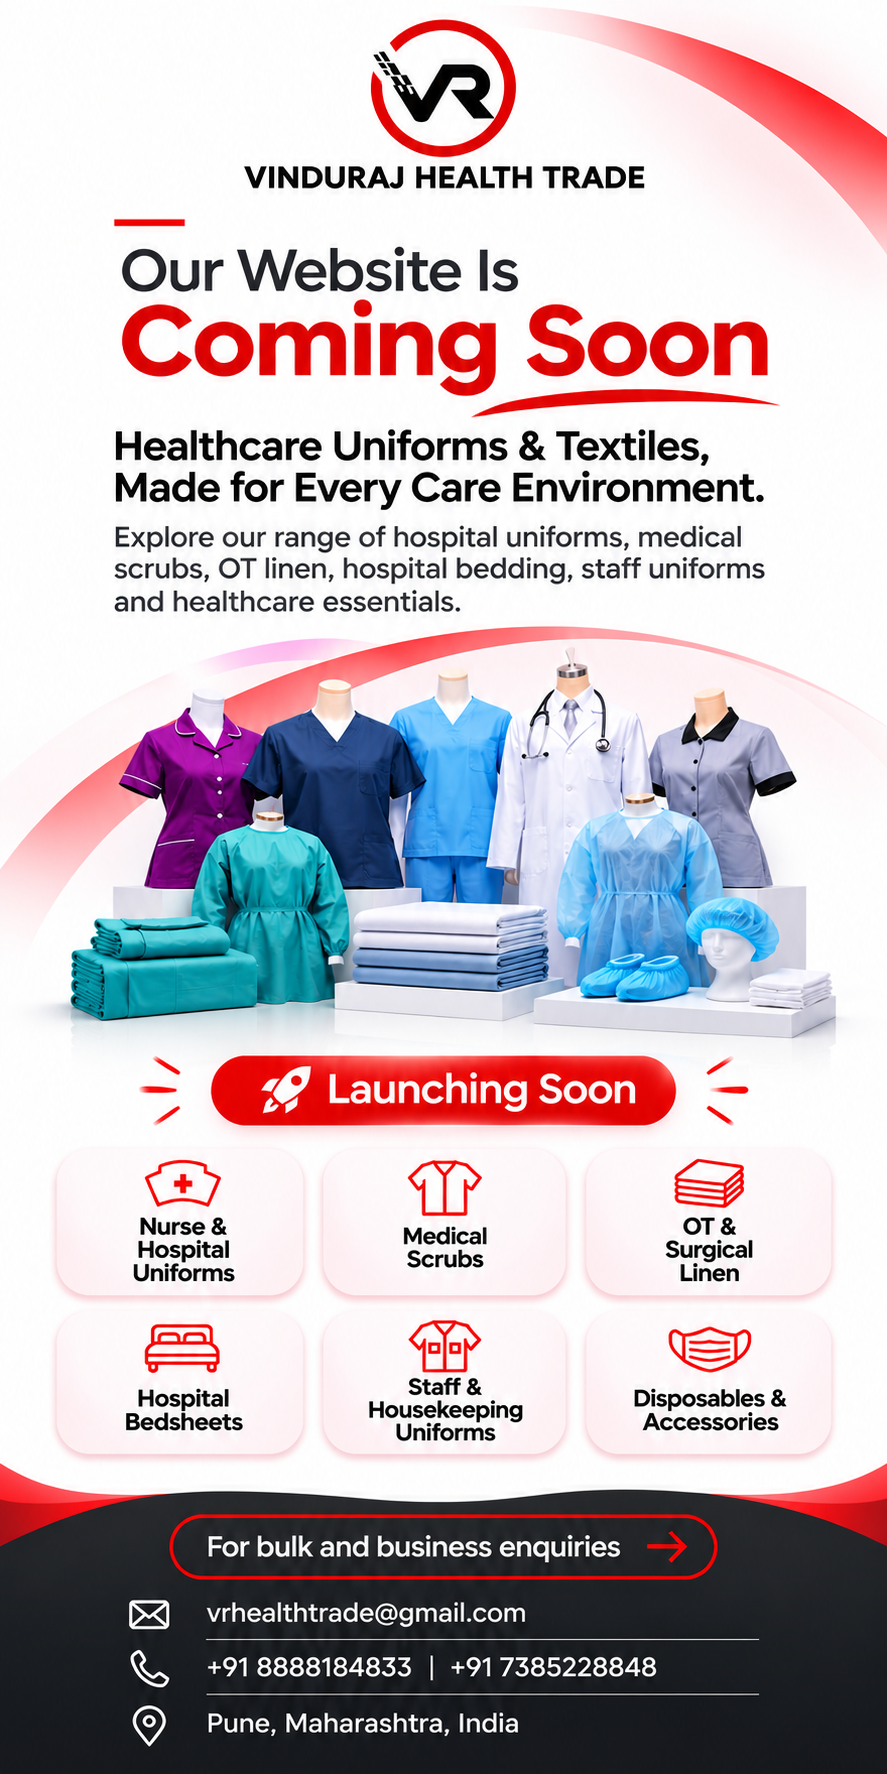 VR
VINDURAJ HEALTH TRADE
Our Website Is
Coming Soon
Healthcare Uniforms & Textiles,
Made for Every Care Environment.
Explore our range of hospital uniforms, medical
scrubs, OT linen, hospital bedding, staff uniforms
and healthcare essentials.
Launching Soon
Nurse &
Hospital
Uniforms
Medical
Scrubs
OT &
Surgical
Linen
Hospital
Bedsheets
Staff &
Housekeeping
Uniforms
Disposables &
Accessories
For bulk and business enquiries
vrhealthtrade@gmail.com
+91 8888184833 | +91 7385228848
Pune, Maharashtra, India